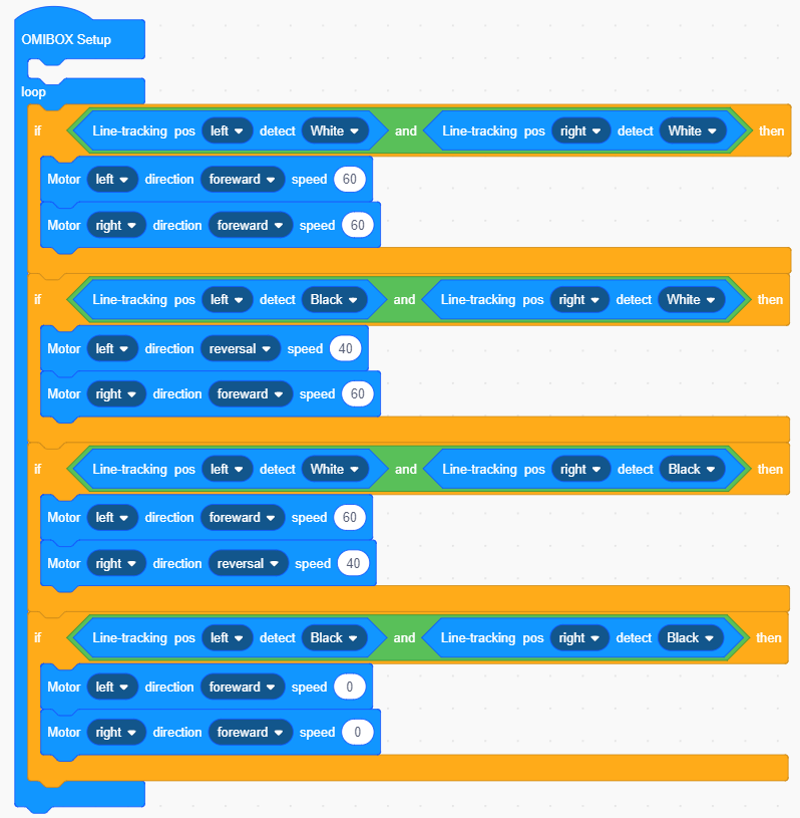 OMIBOX Setup
loop
if Line-tracking pos left detect White and Line-tracking pos right detect White then
Motor left direction foreward speed 60
Motor right direction foreward speed 60
if Line-tracking pos left detect Black and Line-tracking pos right detect White then
Motor left direction reversal speed 40
Motor right direction foreward speed 60
if Line-tracking pos left detect White and Line-tracking pos right detect Black then
Motor left direction foreward speed 60
Motor right direction reversal speed 40
if Line-tracking pos left detect Black and Line-tracking pos right detect Black then
Motor left direction foreward speed 0
Motor right direction foreward speed 0